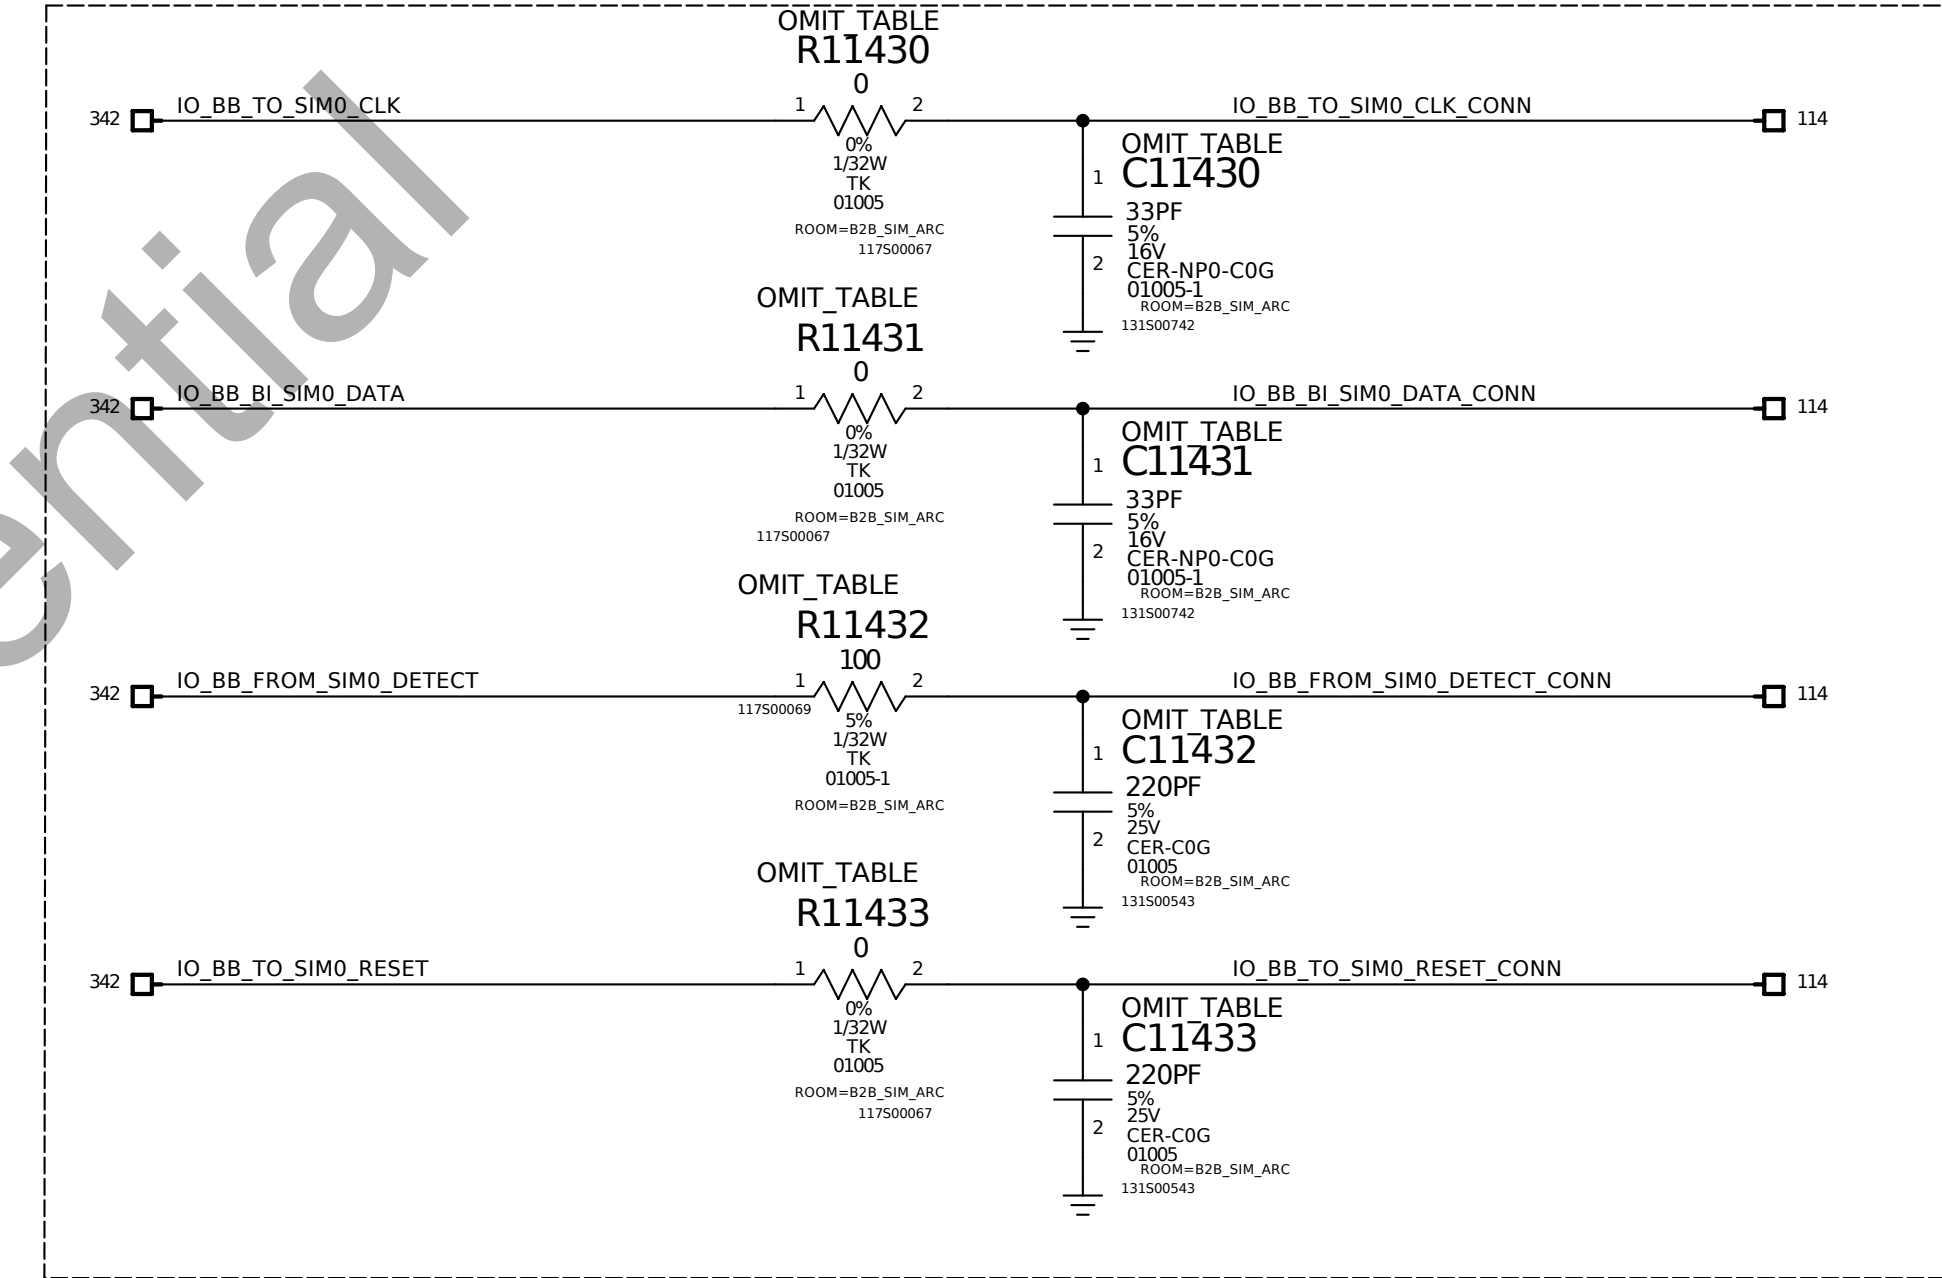 OMIT_TABLE
R11430
0
342 IO_BB_TO_SIM0_CLK 1 2 IO_BB_TO_SIM0_CLK_CONN 114
0%
1/32W
TK
01005
ROOM=B2B_SIM_ARC
117S00067
OMIT_TABLE
1 C11430
33PF
5%
16V
2 CER-NP0-C0G
01005-1
ROOM=B2B_SIM_ARC
131S00742
OMIT_TABLE
R11431
0
342 IO_BB_BI_SIM0_DATA 1 2 IO_BB_BI_SIM0_DATA_CONN 114
0%
1/32W
TK
01005
ROOM=B2B_SIM_ARC
117S00067
OMIT_TABLE
1 C11431
33PF
5%
16V
2 CER-NP0-C0G
01005-1
ROOM=B2B_SIM_ARC
131S00742
OMIT_TABLE
R11432
100
342 IO_BB_FROM_SIM0_DETECT 1 2 IO_BB_FROM_SIM0_DETECT_CONN 114
117S00069
5%
1/32W
TK
01005-1
ROOM=B2B_SIM_ARC
OMIT_TABLE
1 C11432
220PF
5%
25V
2 CER-C0G
01005
ROOM=B2B_SIM_ARC
131S00543
OMIT_TABLE
R11433
0
342 IO_BB_TO_SIM0_RESET 1 2 IO_BB_TO_SIM0_RESET_CONN 114
0%
1/32W
TK
01005
ROOM=B2B_SIM_ARC
117S00067
OMIT_TABLE
1 C11433
220PF
5%
25V
2 CER-C0G
01005
ROOM=B2B_SIM_ARC
131S00543
ential